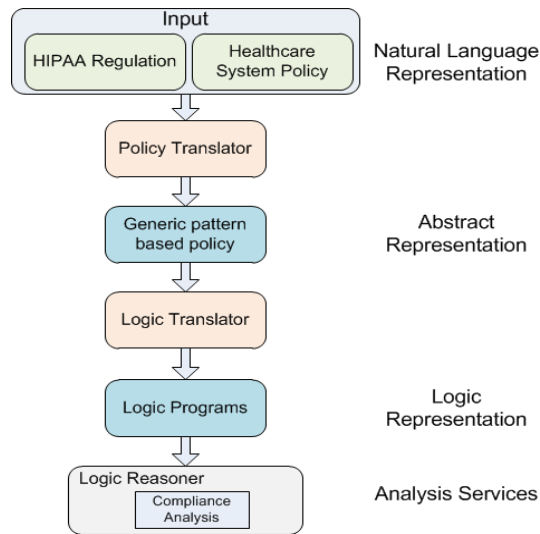 Input
HIPAA Regulation
Healthcare
System Policy
Natural Language
Representation
Policy Translator
Generic pattern
based policy
Abstract
Representation
Logic Translator
Logic Programs
Logic
Representation
Logic Reasoner
Compliance
Analysis
Analysis Services